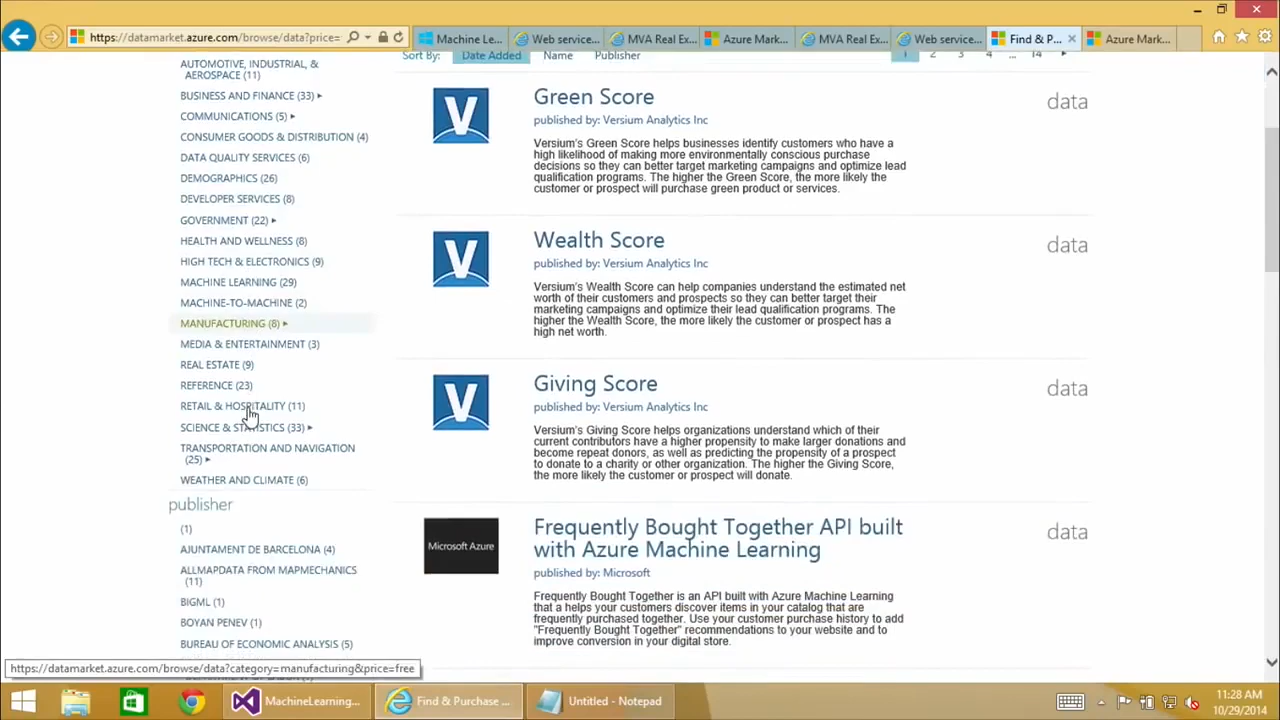 https://datamarket.azure.com/browse/data?price=
Machine Le...
Web service...
MVA Real Ex...
Azure Mark...
MVA Real Ex...
Web service...
Find & P...
Azure Mark...
AUTOMOTIVE, INDUSTRIAL, &
AEROSPACE (11)
BUSINESS AND FINANCE (33)
COMMUNICATIONS (5)
CONSUMER GOODS & DISTRIBUTION (4)
DATA QUALITY SERVICES (6)
DEMOGRAPHICS (26)
DEVELOPER SERVICES (8)
GOVERNMENT (22)
HEALTH AND WELLNESS (8)
HIGH TECH & ELECTRONICS (9)
MACHINE LEARNING (29)
MACHINE-TO-MACHINE (2)
MANUFACTURING (8)
MEDIA & ENTERTAINMENT (3)
REAL ESTATE (9)
REFERENCE (23)
RETAIL & HOSPITALITY (11)
SCIENCE & STATISTICS (33)
TRANSPORTATION AND NAVIGATION
(25)
WEATHER AND CLIMATE (6)
publisher
(1)
AJUNTAMENT DE BARCELONA (4)
ALLMAPDATA FROM MAPMECHANICS
(11)
BIGML (1)
BOYAN PENEV (1)
BUREAU OF ECONOMIC ANALYSIS (5)
Sort By: Date Added Name Publisher
1 2 3 4 ... 14
Green Score
data
published by: Versium Analytics Inc
Versium's Green Score helps businesses identify customers who have a
high likelihood of making more environmentally conscious purchase
decisions so they can better target marketing campaigns and optimize lead
qualification programs. The higher the Green Score, the more likely the
customer or prospect will purchase green product or services.
Wealth Score
data
published by: Versium Analytics Inc
Versium's Wealth Score can help companies understand the estimated net
worth of their customers and prospects so they can better target their
marketing campaigns and optimize their lead qualification programs. The
higher the Wealth Score, the more likely the customer or prospect has a
high net worth.
Giving Score
data
published by: Versium Analytics Inc
Versium's Giving Score helps organizations understand which of their
current contributors have a higher propensity to make larger donations and
become repeat donors, as well as predicting the propensity of a prospect
to donate to a charity or other organization. The higher the Giving Score,
the more likely the customer or prospect will donate.
Microsoft Azure
Frequently Bought Together API built
with Azure Machine Learning
data
published by: Microsoft
Frequently Bought Together is an API built with Azure Machine Learning
that a helps your customers discover items in your catalog that are
frequently purchased together. Use your customer purchase history to add
"Frequently Bought Together" recommendations to your website and to
improve conversion in your digital store.
https://datamarket.azure.com/browse/data?category=manufacturing&price=free
MachineLearning...
Find & Purchase ...
Untitled - Notepad
11:28 AM
10/29/2014